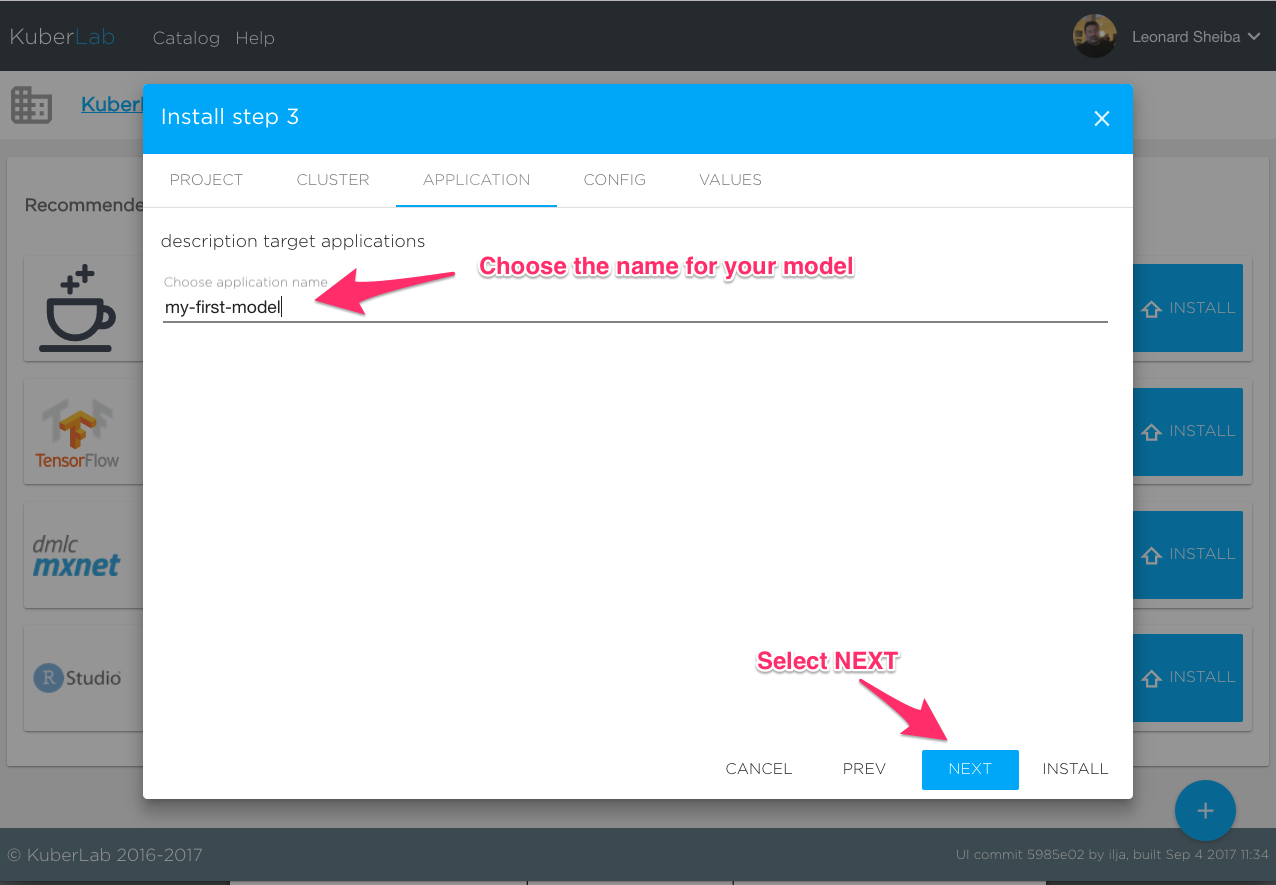 KuberLab Catalog Help Leonard Sheiba
Install step 3
PROJECT CLUSTER APPLICATION CONFIG VALUES
Recommende
description target applications
Choose the name for your model
Choose application name
my-first-model
INSTALL
TensorFlow
INSTALL
dmlc
mxnet
INSTALL
R Studio
INSTALL
Select NEXT
CANCEL PREV NEXT INSTALL
© KuberLab 2016-2017
UI commit 5985e02 by ilja, built Sep 4 2017 11:34